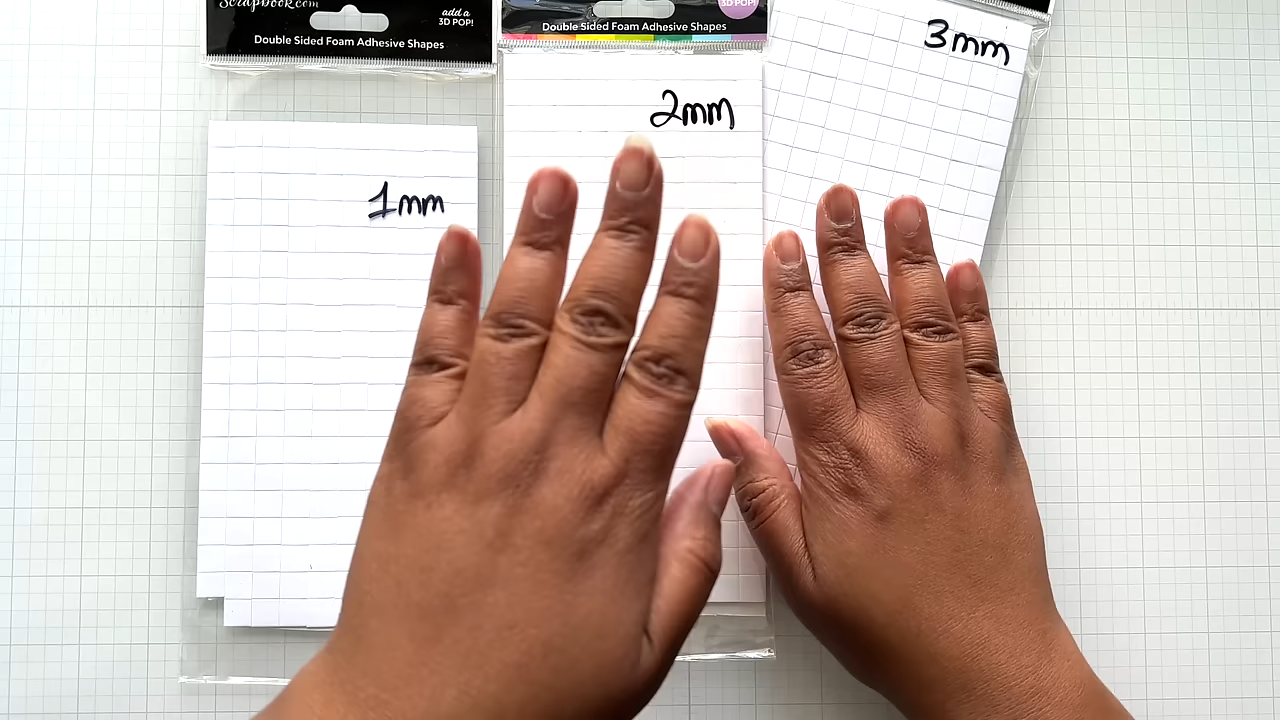 Scrapbook.com
add a
3D POP!
Double Sided Foam Adhesive Shapes
3D POP!
Double Sided Foam Adhesive Shapes
1mm
2mm
3mm